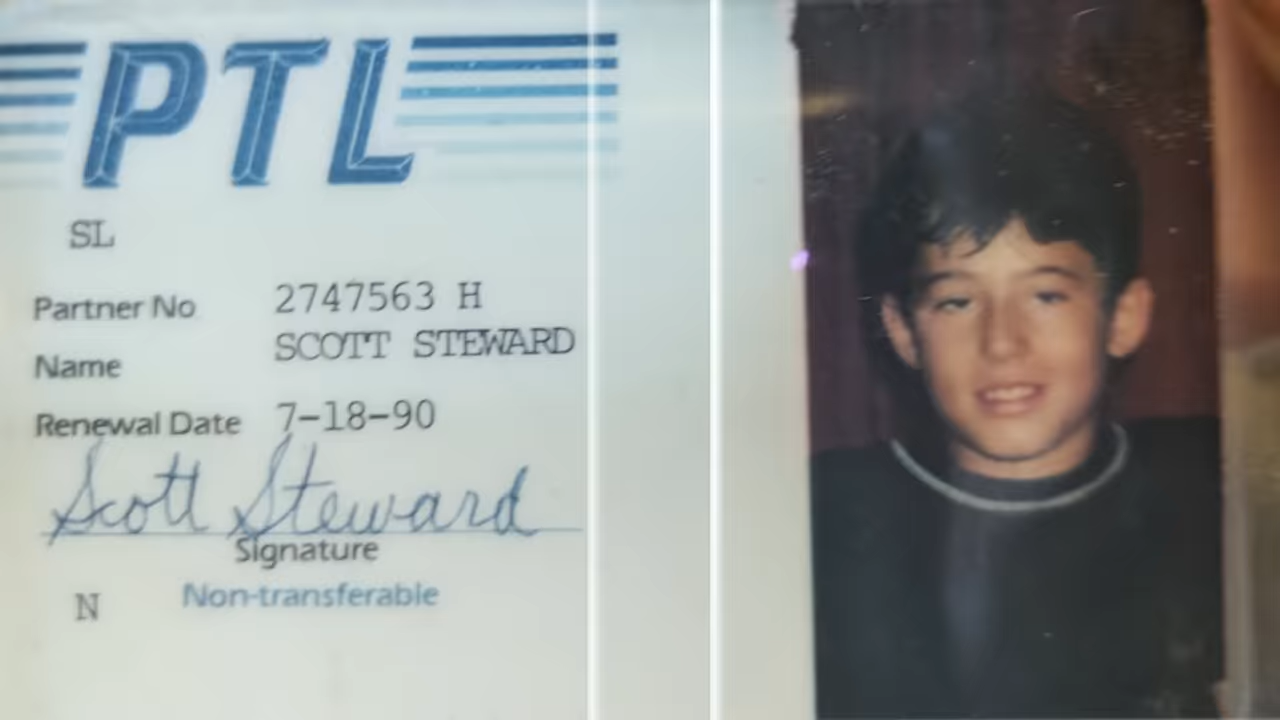 PTL
SL
Partner No 2747563 H
Name SCOTT STEWARD
Renewal Date 7-18-90
Scott Steward
Signature
N Non-transferable